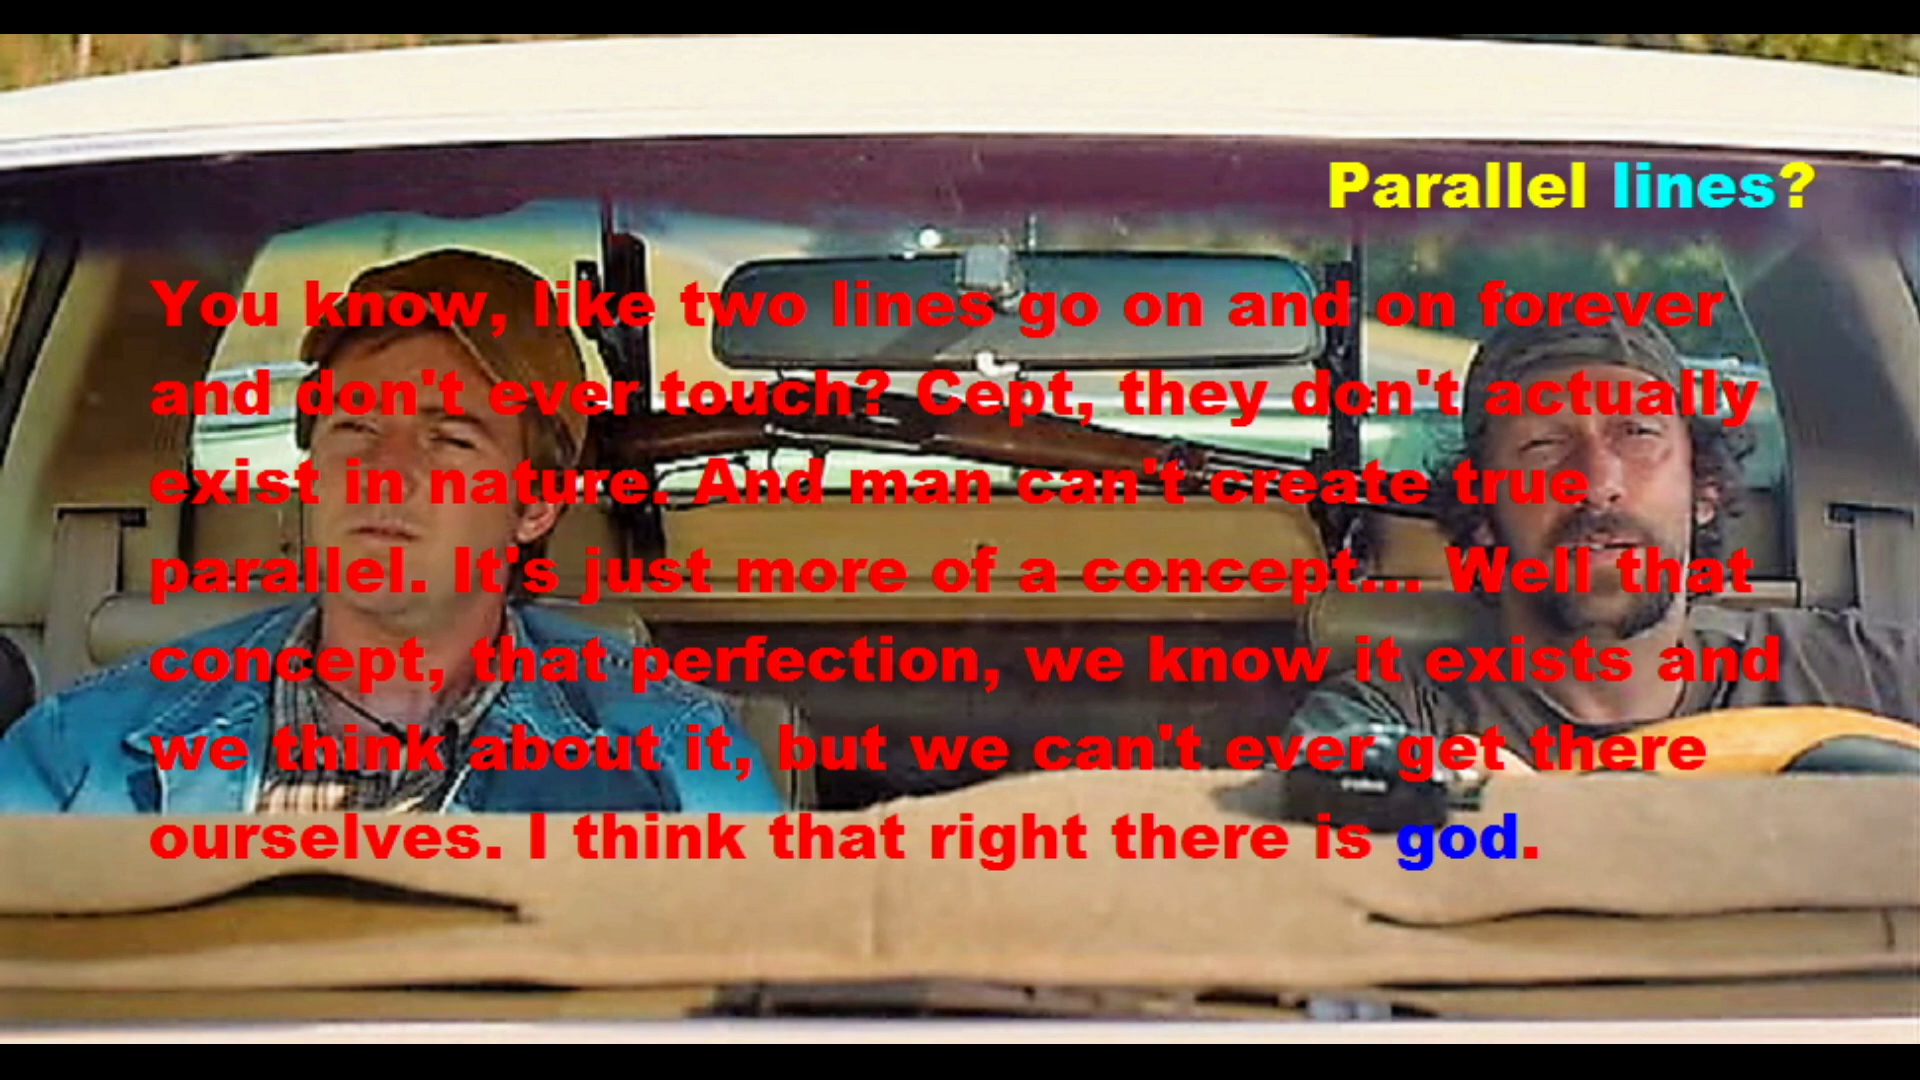 Parallel lines?
You know, like two lines go on and on forever
and don't ever touch? Cept, they don't actually
exist in nature. And man can't create true
parallel. It's just more of a concept... Well that
concept, that perfection, we know it exists and
we think about it, but we can't ever get there
ourselves. I think that right there is god.